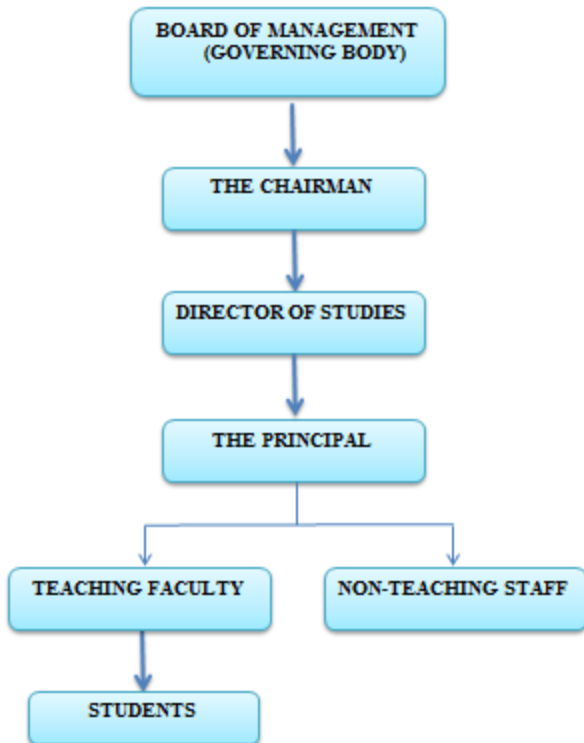 BOARD OF MANAGEMENT
(GOVERNING BODY)
THE CHAIRMAN
DIRECTOR OF STUDIES
THE PRINCIPAL
TEACHING FACULTY
NON-TEACHING STAFF
STUDENTS